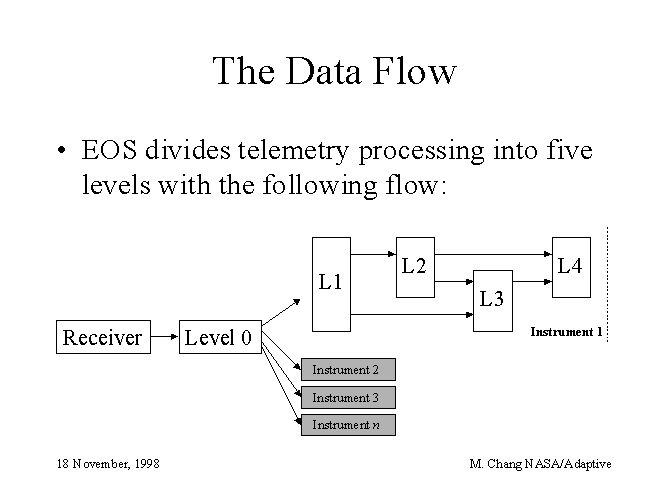 The Data Flow
• EOS divides telemetry processing into five
levels with the following flow:
L1
L2
L4
L3
Instrument 1
Receiver
Level 0
Instrument 2
Instrument 3
Instrument n
18 November, 1998
M. Chang NASA/Adaptive